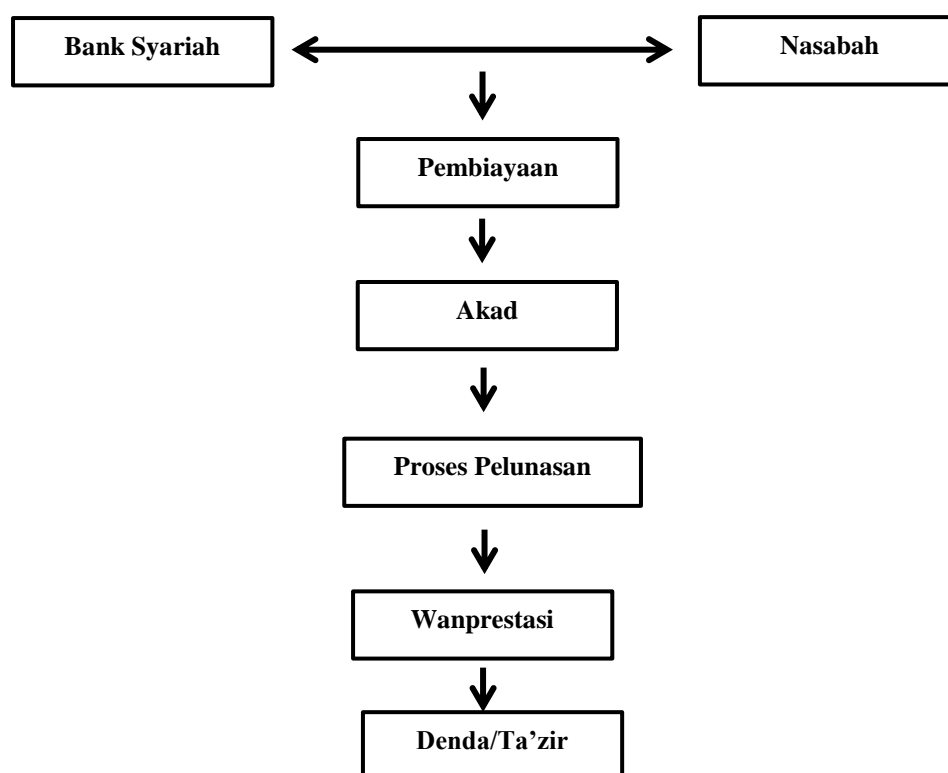 Bank Syariah
Nasabah
Pembiayaan
Akad
Proses Pelunasan
Wanprestasi
Denda/Ta’zir